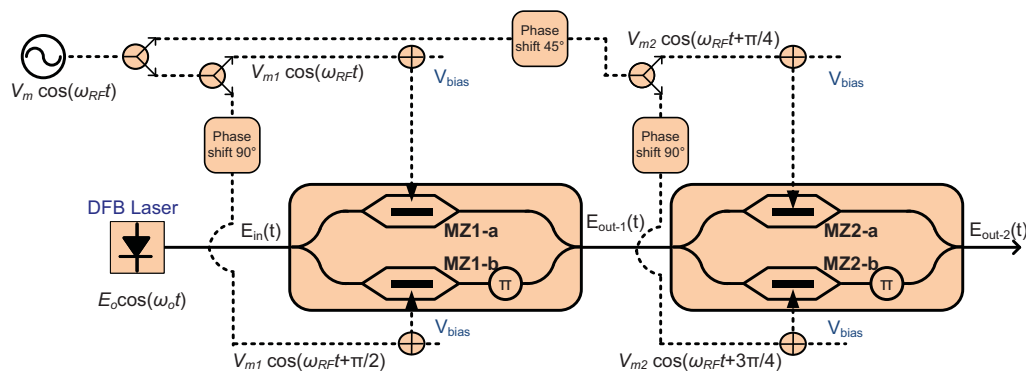 Phase
shift 45°
V_m2 cos(ω_RF t+π/4)
V_m1 cos(ω_RF t)
V_bias
V_bias
V_m cos(ω_RF t)
Phase
shift 90°
Phase
shift 90°
DFB Laser
E_in(t)
MZ1-a
E_out-1(t)
MZ2-a
E_out-2(t)
MZ1-b
π
MZ2-b
π
E_o cos(ω_o t)
V_bias
V_bias
V_m1 cos(ω_RF t+π/2)
V_m2 cos(ω_RF t+3π/4)